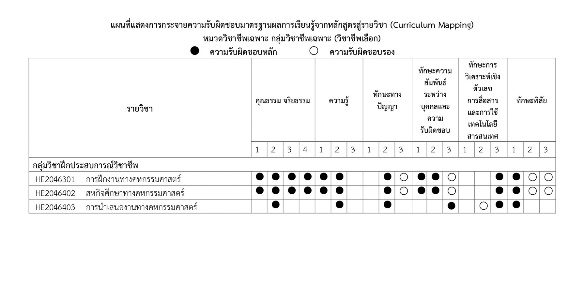 แผนที่แสดงการกระจายความรับผิดชอบมาตรฐานผลการเรียนรู้จากหลักสูตรสู่รายวิชา (Curriculum Mapping)
หมวดวิชาชีพเฉพาะ กลุ่มวิชาชีพเฉพาะ (วิชาชีพเลือก)
● ความรับผิดชอบหลัก ○ ความรับผิดชอบรอง
รายวิชา
คุณธรรม จริยธรรม
ความรู้
ทักษะทาง
ปัญญา
ทักษะความ
สัมพันธ์
ระหว่าง
บุคคลและ
ความ
รับผิดชอบ
ทักษะการ
วิเคราะห์เชิง
ตัวเลข
การสื่อสาร
และการใช้
เทคโนโลยี
สารสนเทศ
ทักษะพิสัย
1 2 3 4 1 2 3 1 2 3 1 2 3 1 2 3 1 2 3
กลุ่มวิชาฝึกประสบการณ์วิชาชีพ
HE2046301 การฝึกงานทางคหกรรมศาสตร์ ● ● ● ● ● ● ● ○ ● ● ○ ● ● ○ ○
HE2046402 สหกิจศึกษาทางคหกรรมศาสตร์ ● ● ● ● ● ● ● ○ ● ● ○ ● ● ○ ○
HE2046403 การนำเสนองานทางคหกรรมศาสตร์ ● ● ● ● ○ ● ●